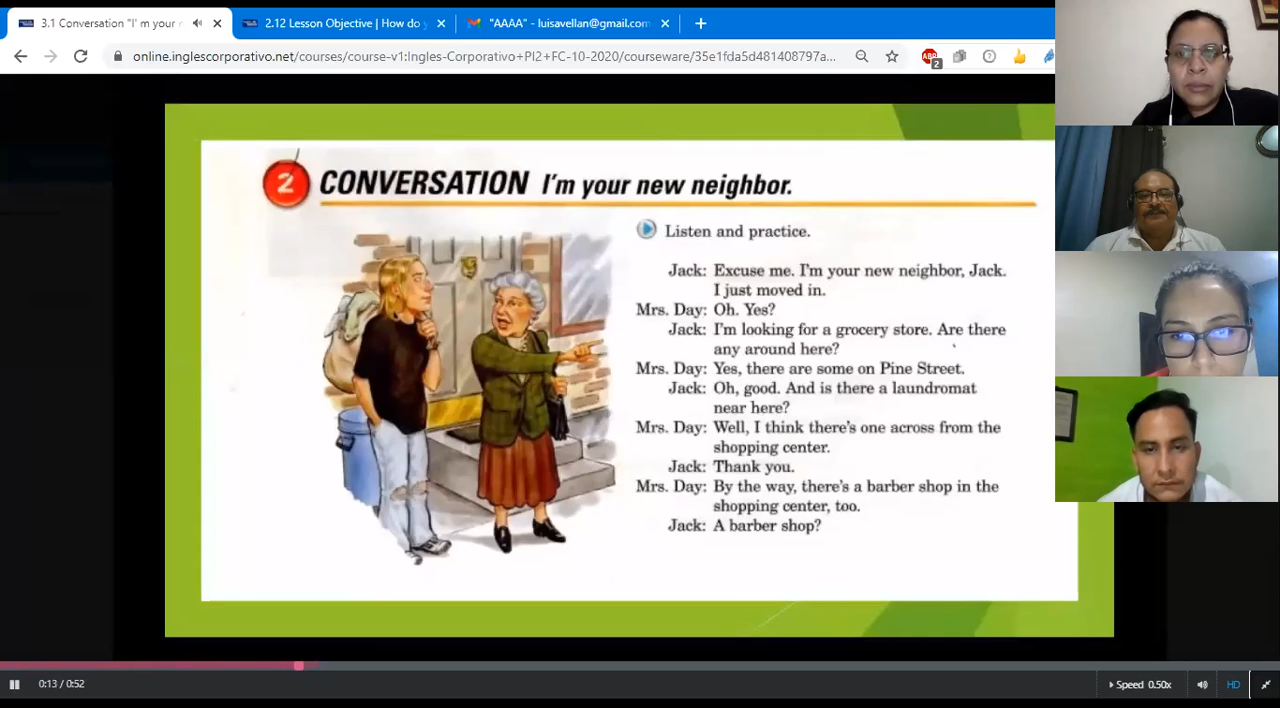 3.1 Conversation "I' m your r
2.12 Lesson Objective | How do y
"AAAA" - luisavellan@gmail.com
online.inglescorporativo.net/courses/course-v1:Ingles-Corporativo+PI2+FC-10-2020/courseware/35e1fda5d481408797a...
ABP
2
2 CONVERSATION I'm your new neighbor.
Listen and practice.
Jack: Excuse me. I'm your new neighbor, Jack.
I just moved in.
Mrs. Day: Oh. Yes?
Jack: I'm looking for a grocery store. Are there
any around here?
Mrs. Day: Yes, there are some on Pine Street.
Jack: Oh, good. And is there a laundromat
near here?
Mrs. Day: Well, I think there's one across from the
shopping center.
Jack: Thank you.
Mrs. Day: By the way, there's a barber shop in the
shopping center, too.
Jack: A barber shop?
0:13 / 0:52
Speed 0.50x
HD